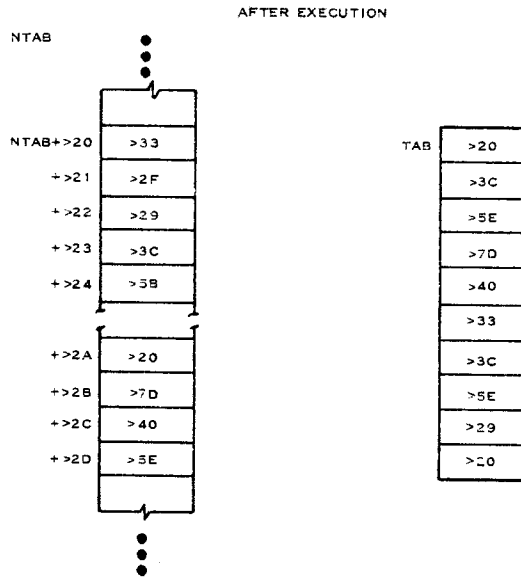 AFTER EXECUTION
NTAB
NTAB+>20 >33 TAB >20
+>21 >2F >3C
+>22 >29 >5E
+>23 >3C >7D
+>24 >5B >40
>33
+>2A >20 >3C
+>2B >7D >5E
+>2C >40 >29
+>2D >5E >20